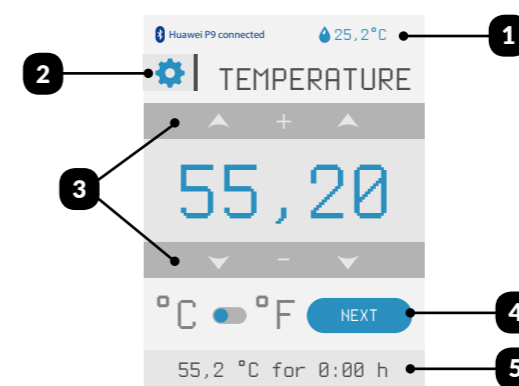 Huawei P9 connected 25,2°C
1
2
TEMPERATURE
+
3
55,20
-
°C °F NEXT
4
55,2 °C for 0:00 h
5